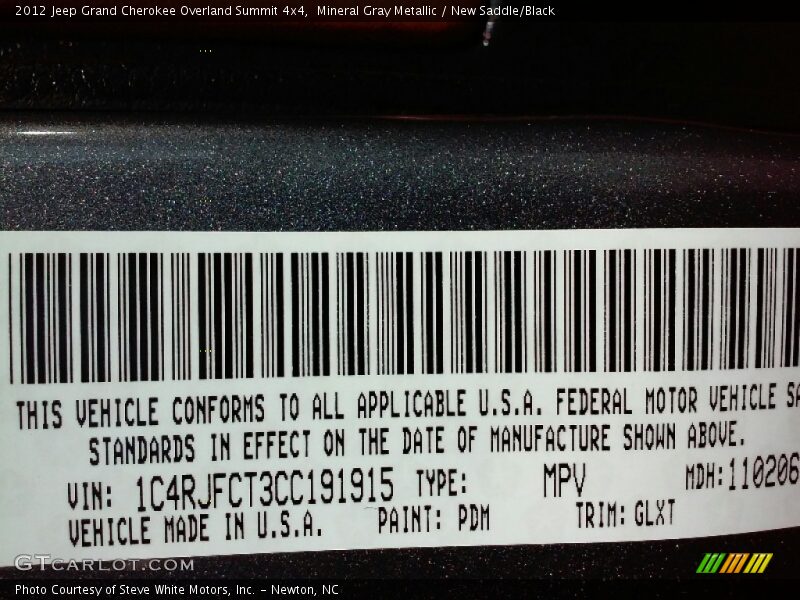 2012 Jeep Grand Cherokee Overland Summit 4x4,  Mineral Gray Metallic / New Saddle/Black
THIS VEHICLE CONFORMS TO ALL APPLICABLE U.S.A. FEDERAL MOTOR VEHICLE SA
STANDARDS IN EFFECT ON THE DATE OF MANUFACTURE SHOWN ABOVE.
VIN: 1C4RJFCT3CC191915 TYPE: MPV MDH:110206
VEHICLE MADE IN U.S.A. PAINT: PDM TRIM: GLXT
GTCARLOT.COM
Photo Courtesy of Steve White Motors, Inc. – Newton, NC